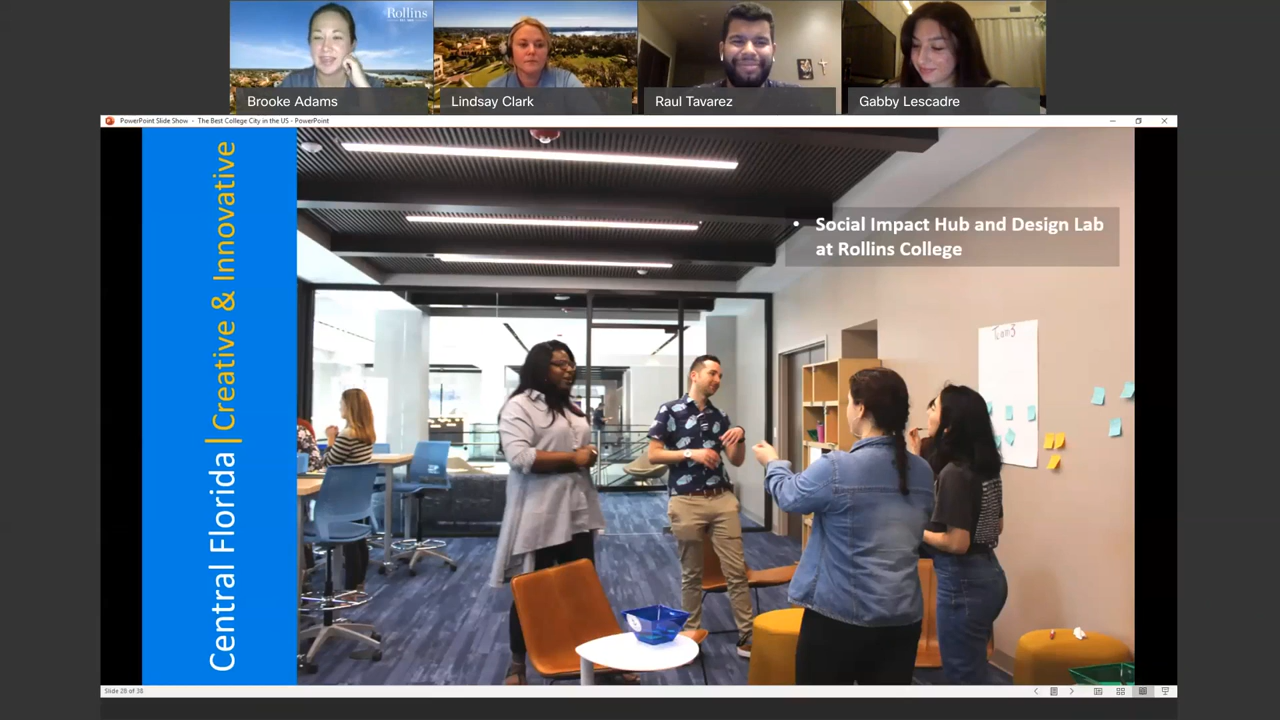 Rollins
Brooke Adams
Lindsay Clark
Raul Tavarez
Gabby Lescadre
PowerPoint Slide Show - The Best College City in the US - PowerPoint
Central Florida | Creative & Innovative
• Social Impact Hub and Design Lab
at Rollins College
Team 3
Slide 28 of 38